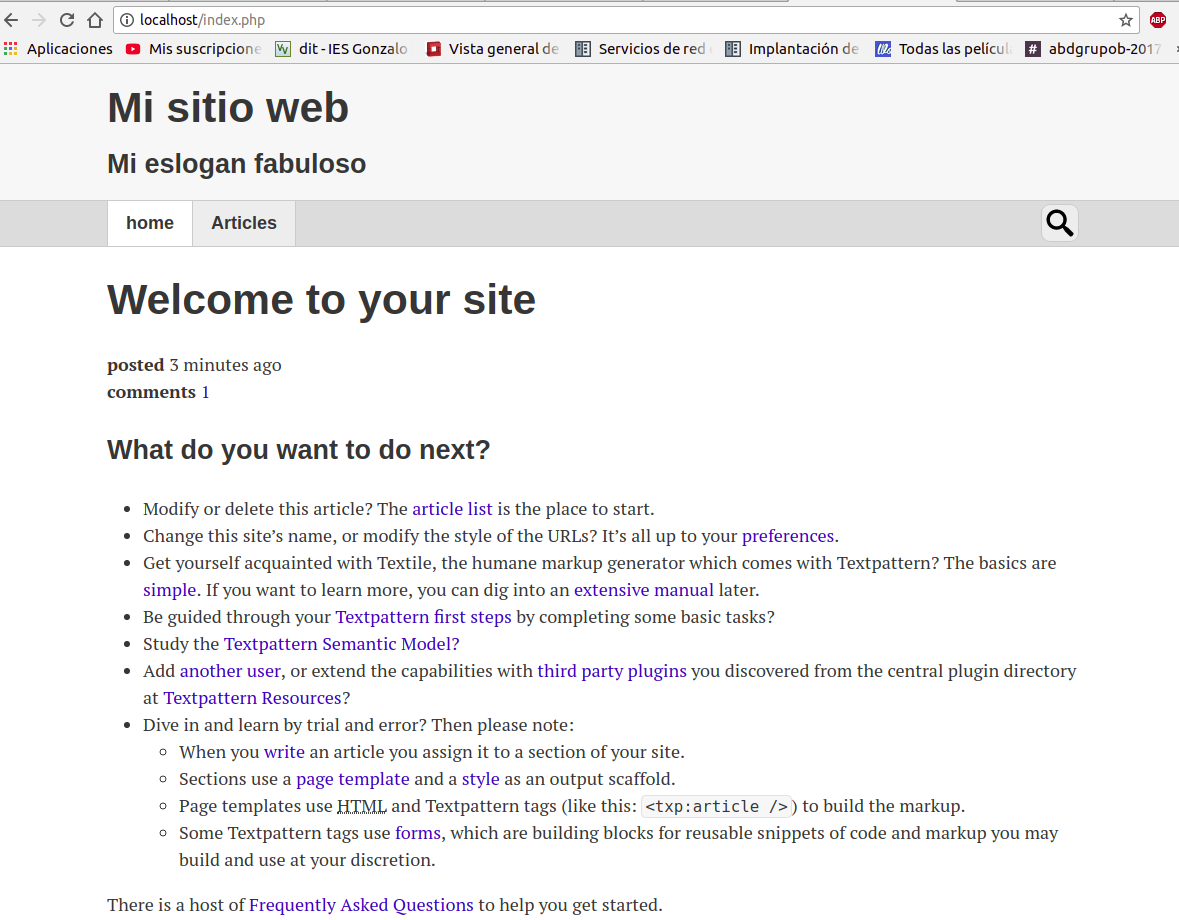 localhost/index.php
ABP
Aplicaciones Mis suscripcione dit - IES Gonzalo Vista general de Servicios de red Implantación de Todas las películ # abdgrupob-2017
Mi sitio web
Mi eslogan fabuloso
home Articles
Welcome to your site
posted 3 minutes ago
comments 1
What do you want to do next?
• Modify or delete this article? The article list is the place to start.
• Change this site’s name, or modify the style of the URLs? It’s all up to your preferences.
• Get yourself acquainted with Textile, the humane markup generator which comes with Textpattern? The basics are
simple. If you want to learn more, you can dig into an extensive manual later.
• Be guided through your Textpattern first steps by completing some basic tasks?
• Study the Textpattern Semantic Model?
• Add another user, or extend the capabilities with third party plugins you discovered from the central plugin directory
at Textpattern Resources?
• Dive in and learn by trial and error? Then please note:
◦ When you write an article you assign it to a section of your site.
◦ Sections use a page template and a style as an output scaffold.
◦ Page templates use HTML and Textpattern tags (like this: <txp:article />) to build the markup.
◦ Some Textpattern tags use forms, which are building blocks for reusable snippets of code and markup you may
build and use at your discretion.
There is a host of Frequently Asked Questions to help you get started.